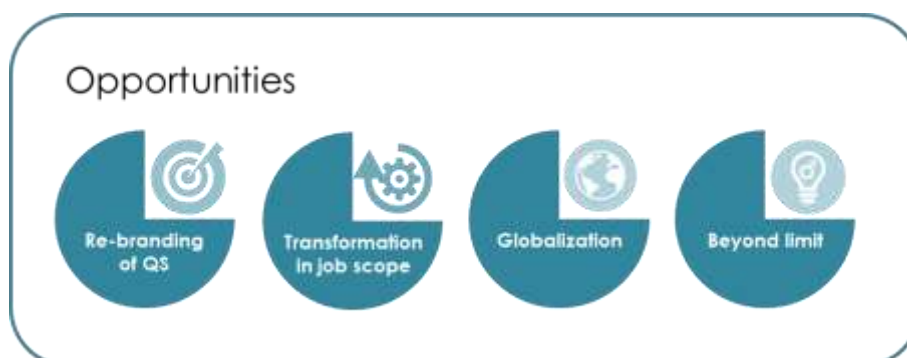 Opportunities
Re-branding
of QS
Transformation
in job scope
Globalization
Beyond limit